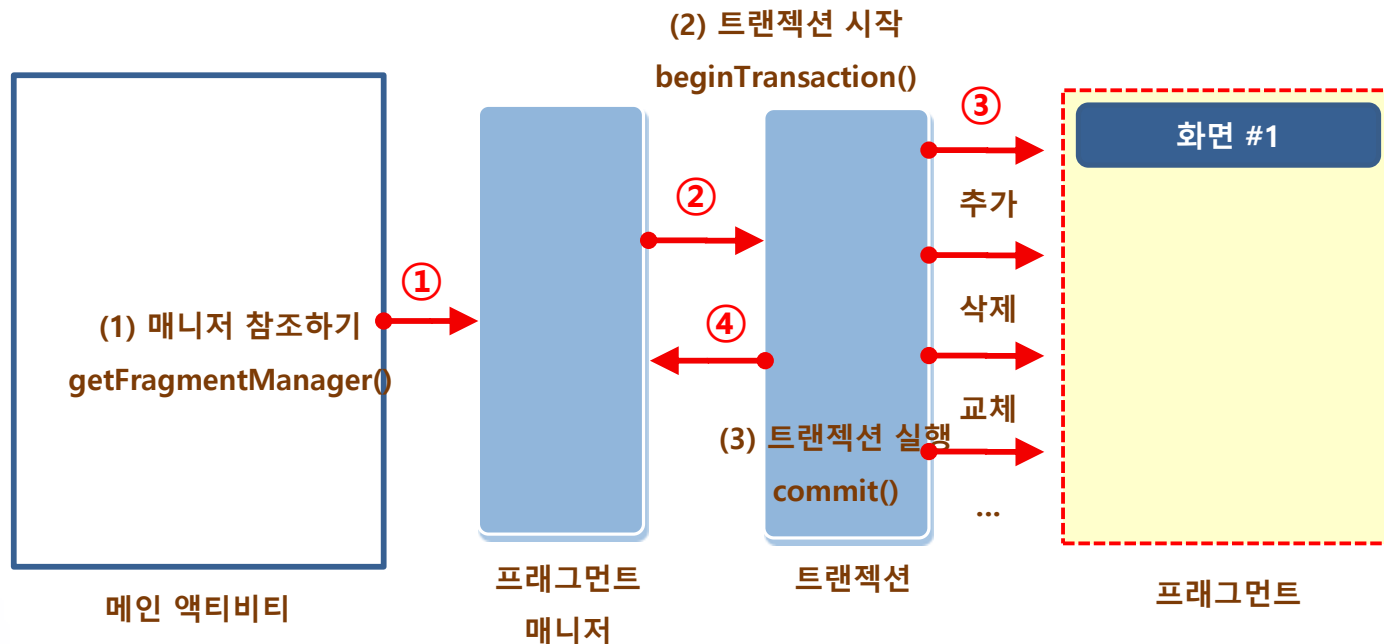 (2) 트랜젝션 시작
beginTransaction()
③
화면 #1
추가
②
①
삭제
(1) 매니저 참조하기
④
getFragmentManager()
교체
(3) 트랜젝션 실행
commit()
...
프래그먼트
매니저
트랜젝션
프래그먼트
메인 액티비티